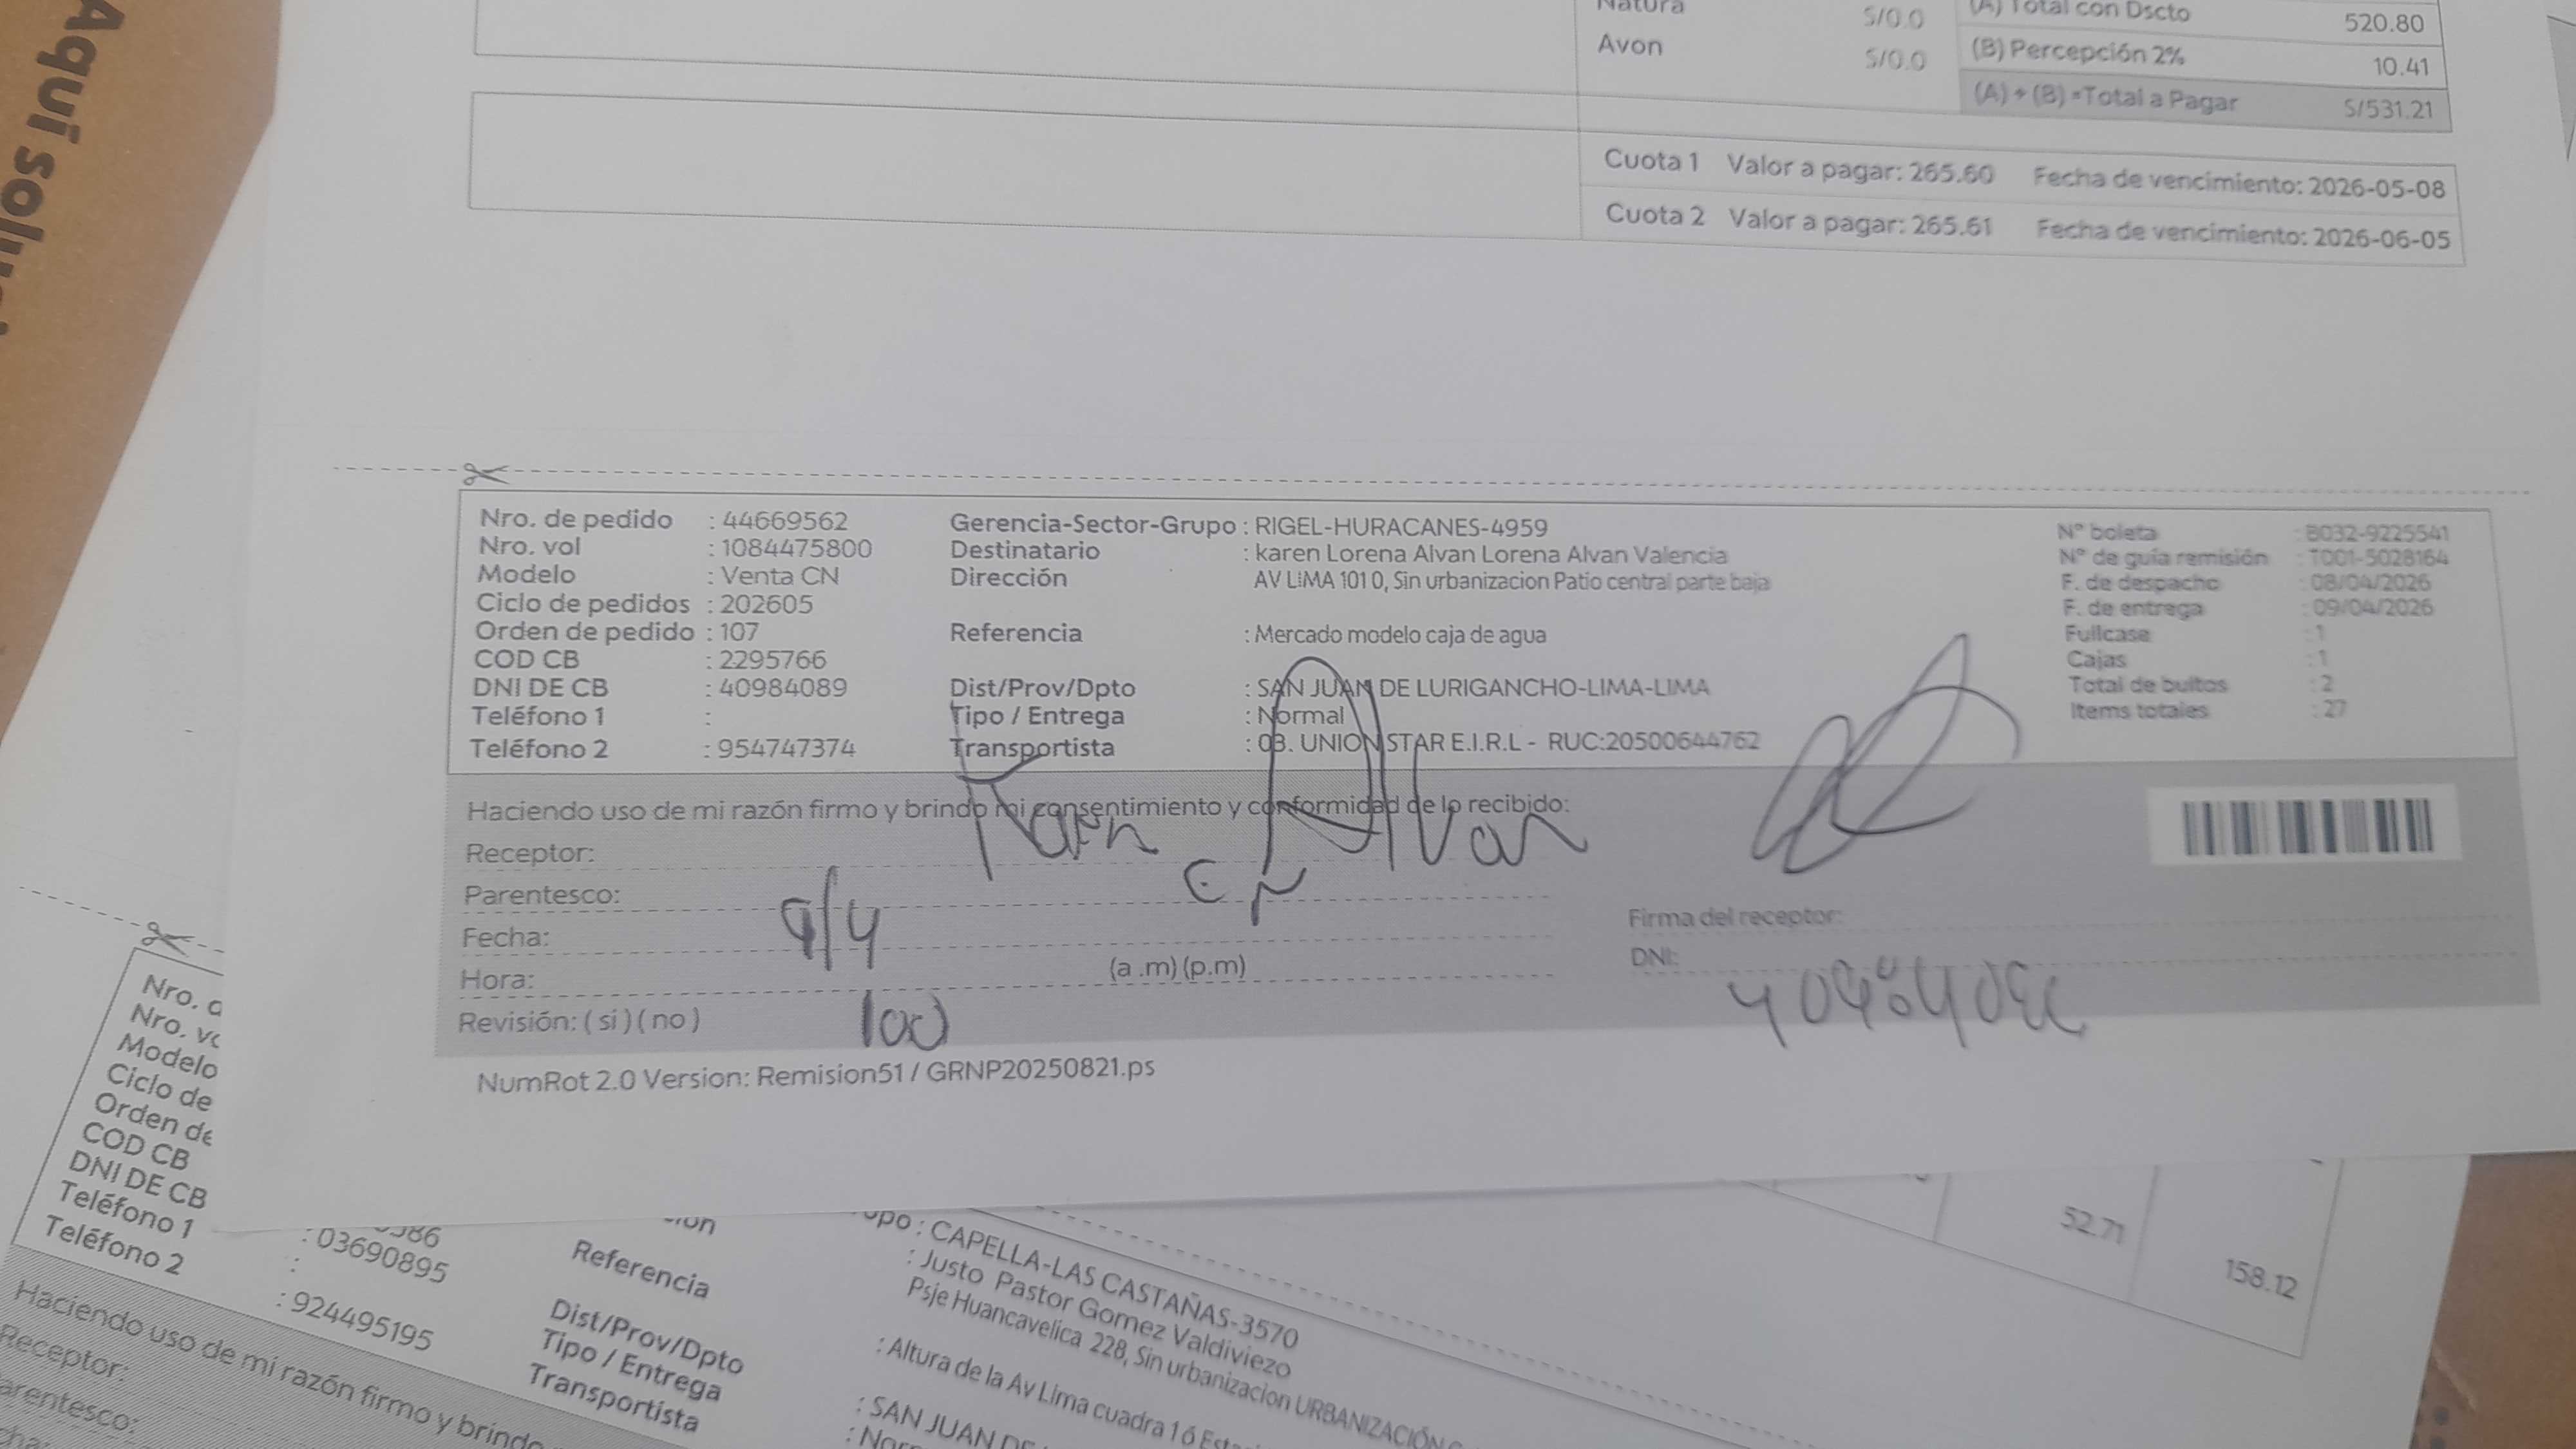 Aquí solu
Natura S/0.0
Avon S/0.0
(A) Total con Dscto 520.80
(B) Percepción 2% 10.41
(A) + (B) =Total a Pagar S/531.21
Cuota 1 Valor a pagar: 265.60 Fecha de vencimiento: 2026-05-08
Cuota 2 Valor a pagar: 265.61 Fecha de vencimiento: 2026-06-05
Nro. de pedido : 44669562
Nro. vol : 1084475800
Modelo : Venta CN
Ciclo de pedidos : 202605
Orden de pedido : 107
COD CB : 2295766
DNI DE CB : 40984089
Teléfono 1 :
Teléfono 2 : 954747374
Gerencia-Sector-Grupo : RIGEL-HURACANES-4959
Destinatario : karen Lorena Alvan Lorena Alvan Valencia
Dirección AV LIMA 101 0, Sin urbanizacion Patio central parte baja
Referencia : Mercado modelo caja de agua
Dist/Prov/Dpto : SAN JUAN DE LURIGANCHO-LIMA-LIMA
Tipo / Entrega : Normal
Transportista : 03. UNION STAR E.I.R.L - RUC:20500644762
N° boleta : B032-9225541
N° de guía remisión : T001-5028164
F. de despacho : 08/04/2026
F. de entrega : 09/04/2026
Fullcase : 1
Cajas : 1
Total de bultos : 2
Items totales : 27
Haciendo uso de mi razón firmo y brindo mi consentimiento y conformidad de lo recibido:
Receptor: Karen Alvan
Parentesco:
Fecha: 9/4
Hora: (a .m) (p.m)
100
Revisión: ( si ) ( no )
Firma del receptor:
DNI:
NumRot 2.0 Version: Remision51 / GRNP20250821.ps
Nro. d
Nro. vo
Modelo
Ciclo de
Orden de
COD CB
DNI DE CB : 03690895
Teléfono 1 :
Teléfono 2 : 924495195
upo : CAPELLA-LAS CASTAÑAS-3570
: Justo Pastor Gomez Valdiviezo
Psje Huancavelica 228, Sin urbanizacion URBANIZACIÓN
Referencia : Altura de la Av Lima cuadra 16
Dist/Prov/Dpto : SAN JUAN DE
Tipo / Entrega : Nor
Transportista
52.71 158.12
Haciendo uso de mi razón firmo y brindo
Receptor:
arentesco: